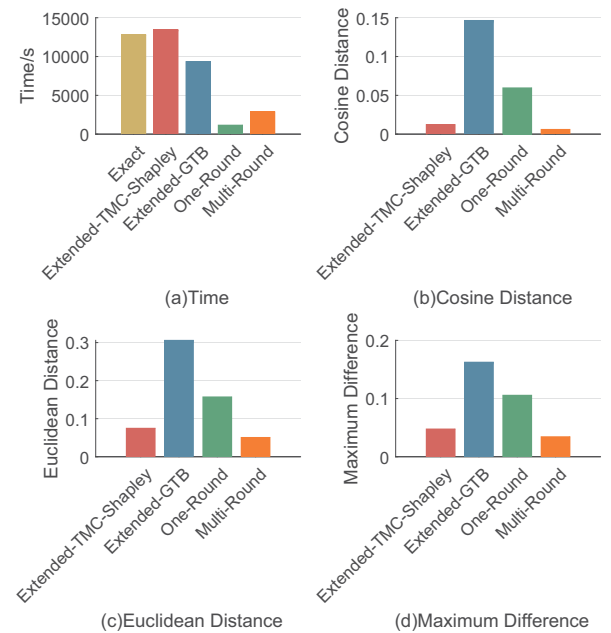 15000
10000
5000
0
Time/s
Exact
Extended-TMC-Shapley
Extended-GTB
One-Round
Multi-Round
(a)Time
0.15
0.1
0.05
0
Cosine Distance
Extended-TMC-Shapley
Extended-GTB
One-Round
Multi-Round
(b)Cosine Distance
0.3
0.2
0.1
0
Euclidean Distance
Extended-TMC-Shapley
Extended-GTB
One-Round
Multi-Round
(c)Euclidean Distance
0.2
0.1
0
Maximum Difference
Extended-TMC-Shapley
Extended-GTB
One-Round
Multi-Round
(d)Maximum Difference